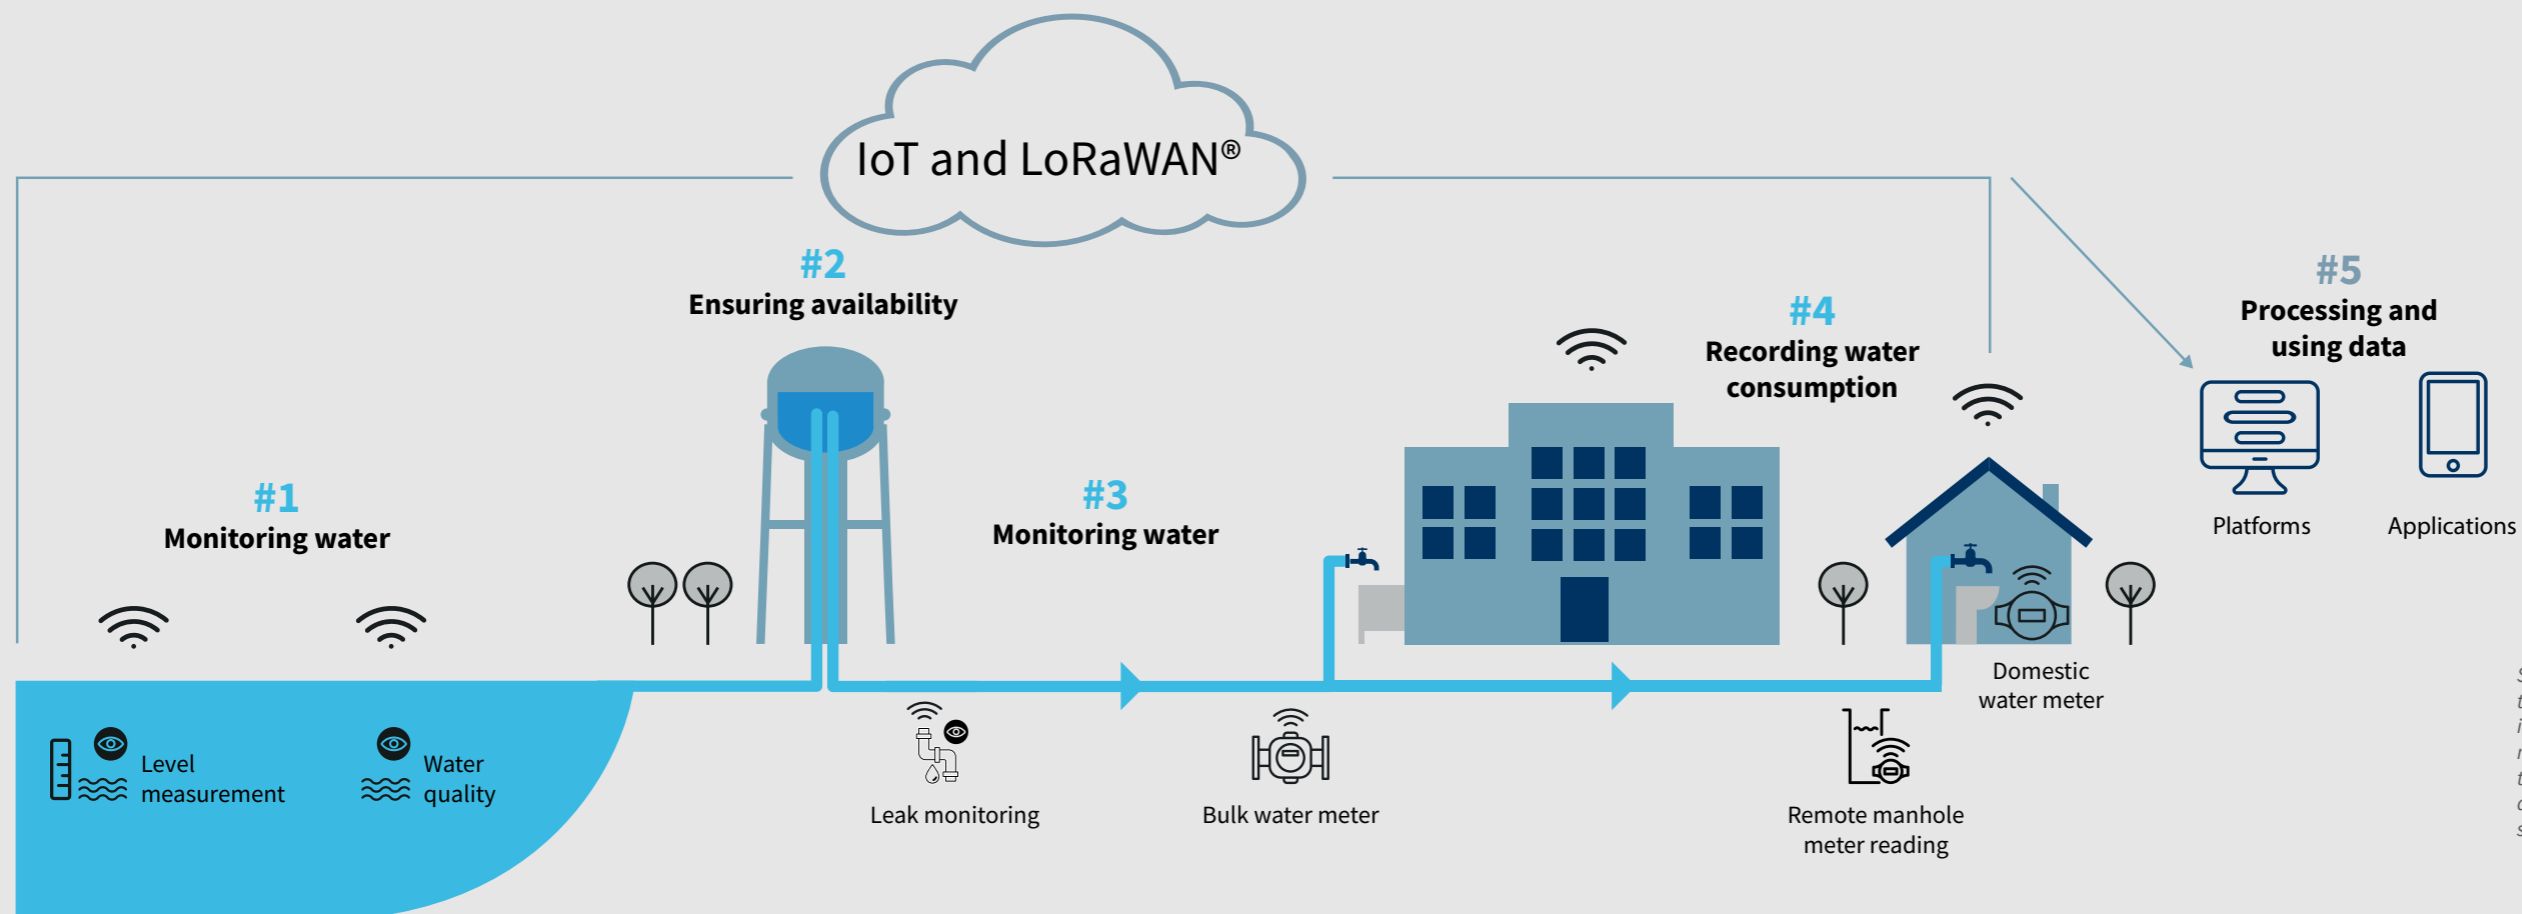 IoT and LoRaWAN®
#1
Monitoring water
Level
measurement
Water
quality
#2
Ensuring availability
#3
Monitoring water
Leak monitoring
Bulk water meter
#4
Recording water
consumption
Remote manhole
meter reading
Domestic
water meter
#5
Processing and
using data
Platforms
Applications